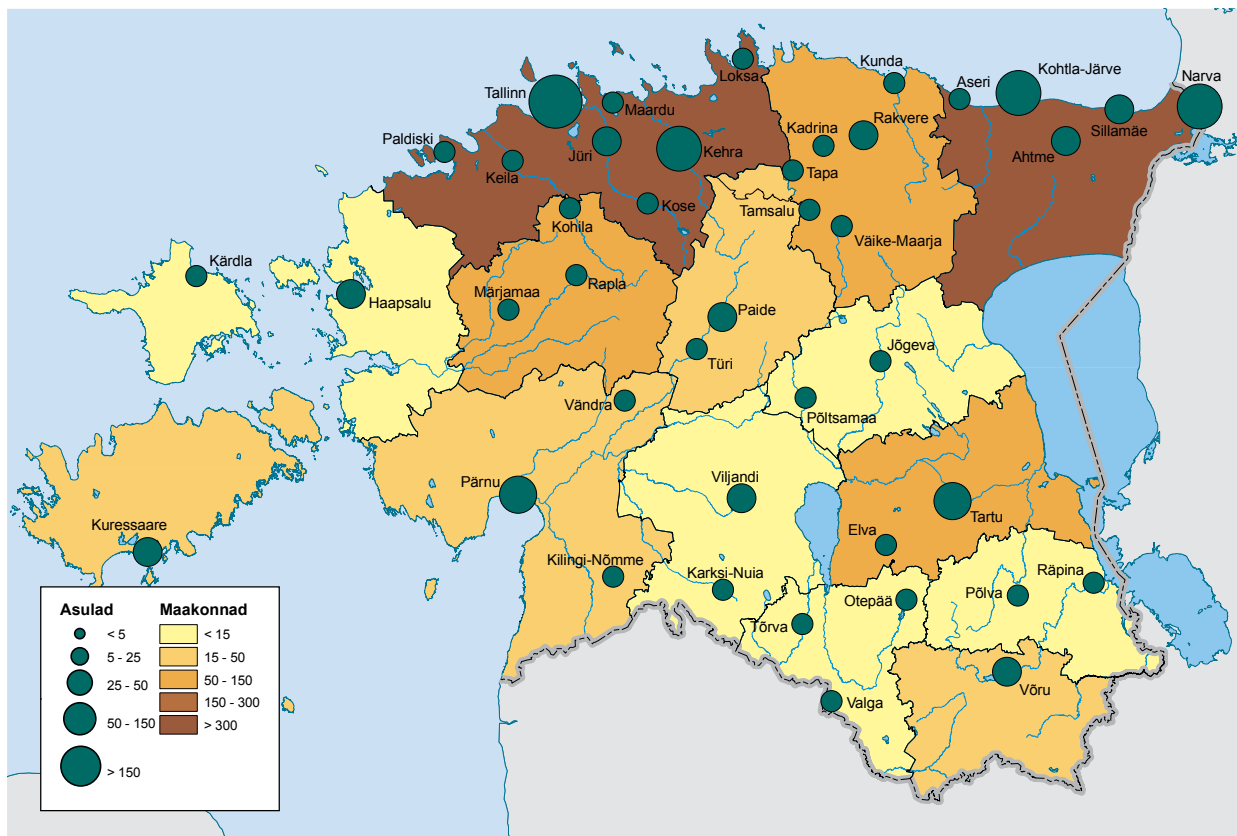 Loksa
Kunda
Aseri
Kohtla-Järve
Narva
Tallinn
Maardu
Sillamäe
Paldiski
Jüri
Kehra
Kadrina
Rakvere
Ahtme
Keila
Tapa
Kose
Tamsalu
Kohila
Väike-Maarja
Kärdla
Haapsalu
Märjamaa
Rapla
Paide
Türi
Jõgeva
Vändra
Põltsamaa
Pärnu
Viljandi
Tartu
Kuressaare
Elva
Kilingi-Nõmme
Karksi-Nuia
Otepää
Põlva
Räpina
Tõrva
Valga
Võru
Asulad
< 5
5 - 25
25 - 50
50 - 150
> 150
Maakonnad
< 15
15 - 50
50 - 150
150 - 300
> 300